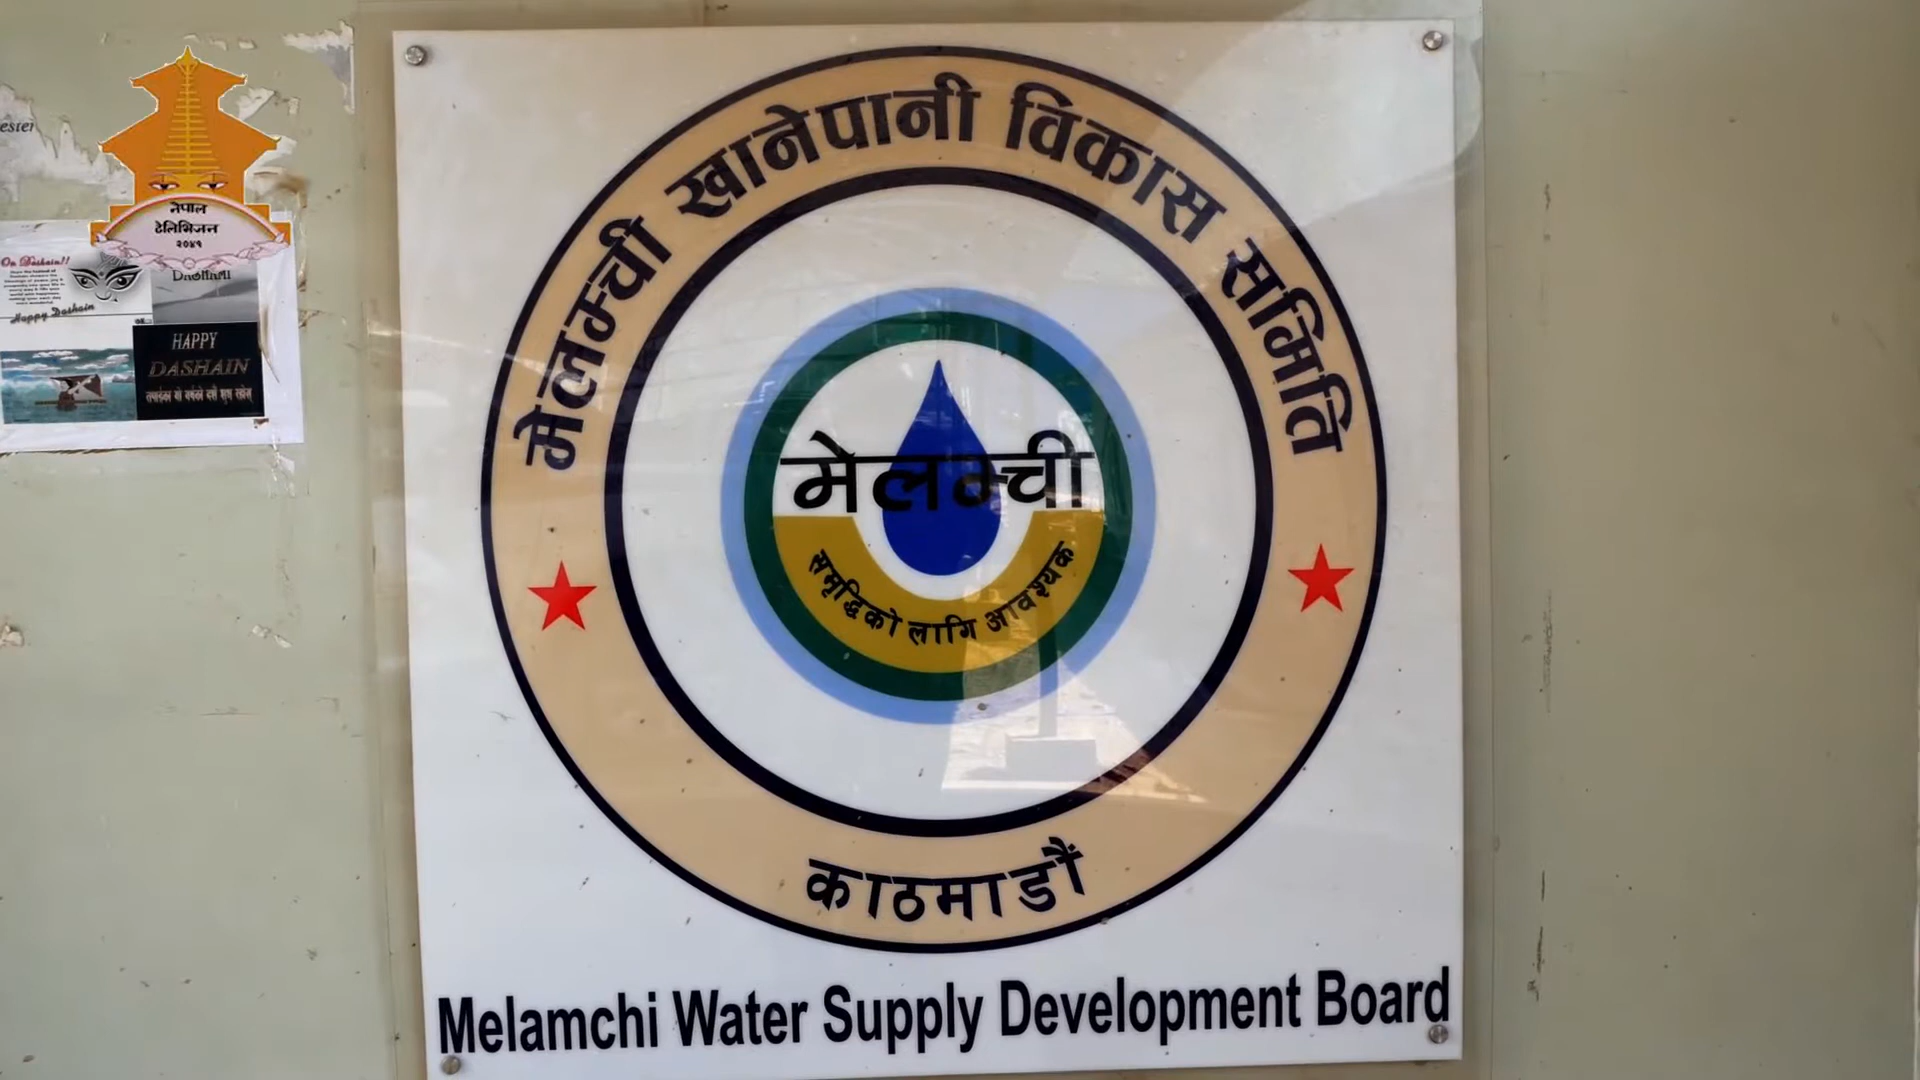 मेलम्ची खानेपानी विकास समिति
मेलम्ची
समृद्धिको लागि आवश्यक
काठमाडौं
Melamchi Water Supply Development Board
नेपाल
टेलिभिजन
२०४१
On Dashain!!
Happy Dashain
HAPPY
DASHAIN